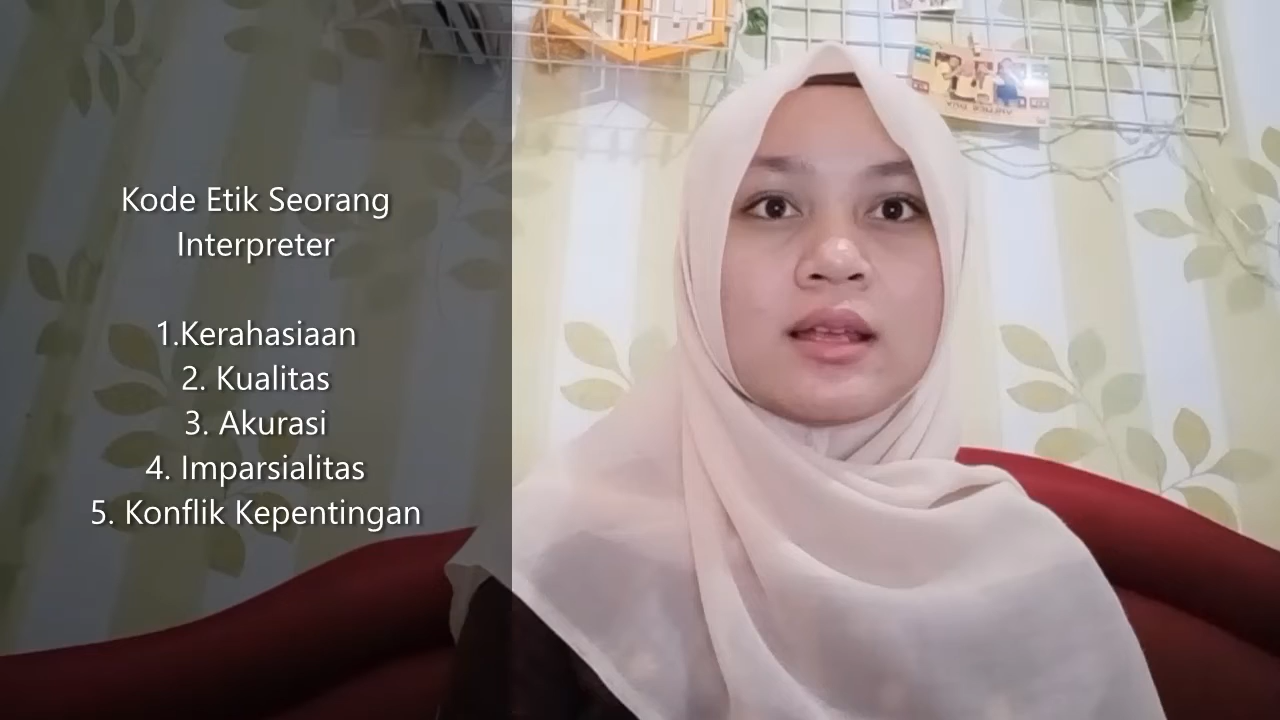 Kode Etik Seorang
Interpreter
1.Kerahasiaan
2. Kualitas
3. Akurasi
4. Imparsialitas
5. Konflik Kepentingan